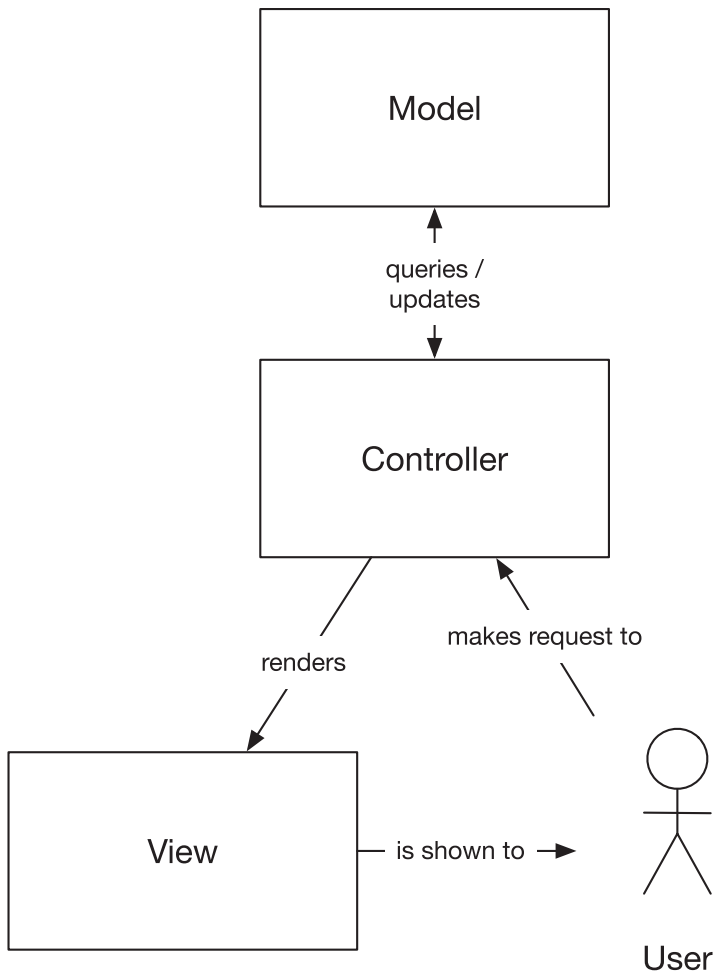 Model
queries /
updates
Controller
makes request to
renders
View
is shown to
User